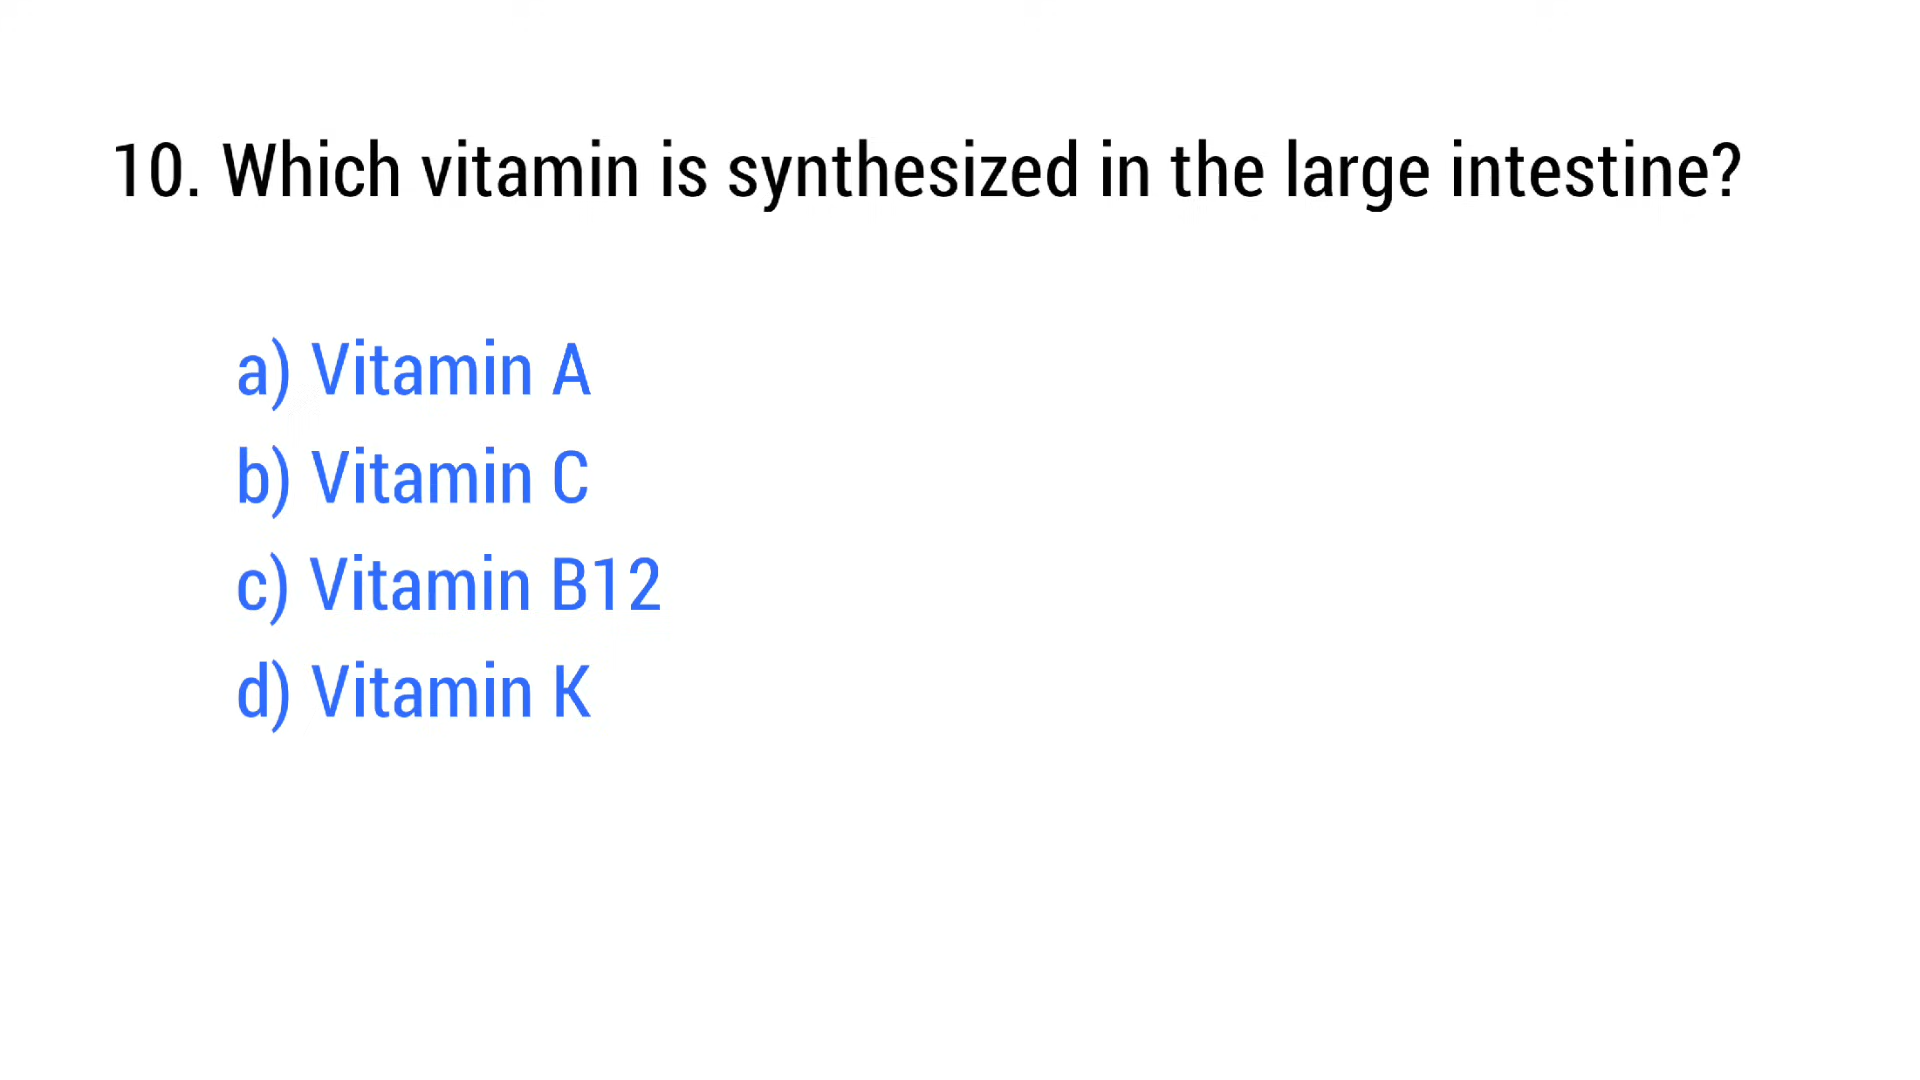 10. Which vitamin is synthesized in the large intestine?
a) Vitamin A
b) Vitamin C
c) Vitamin B12
d) Vitamin K